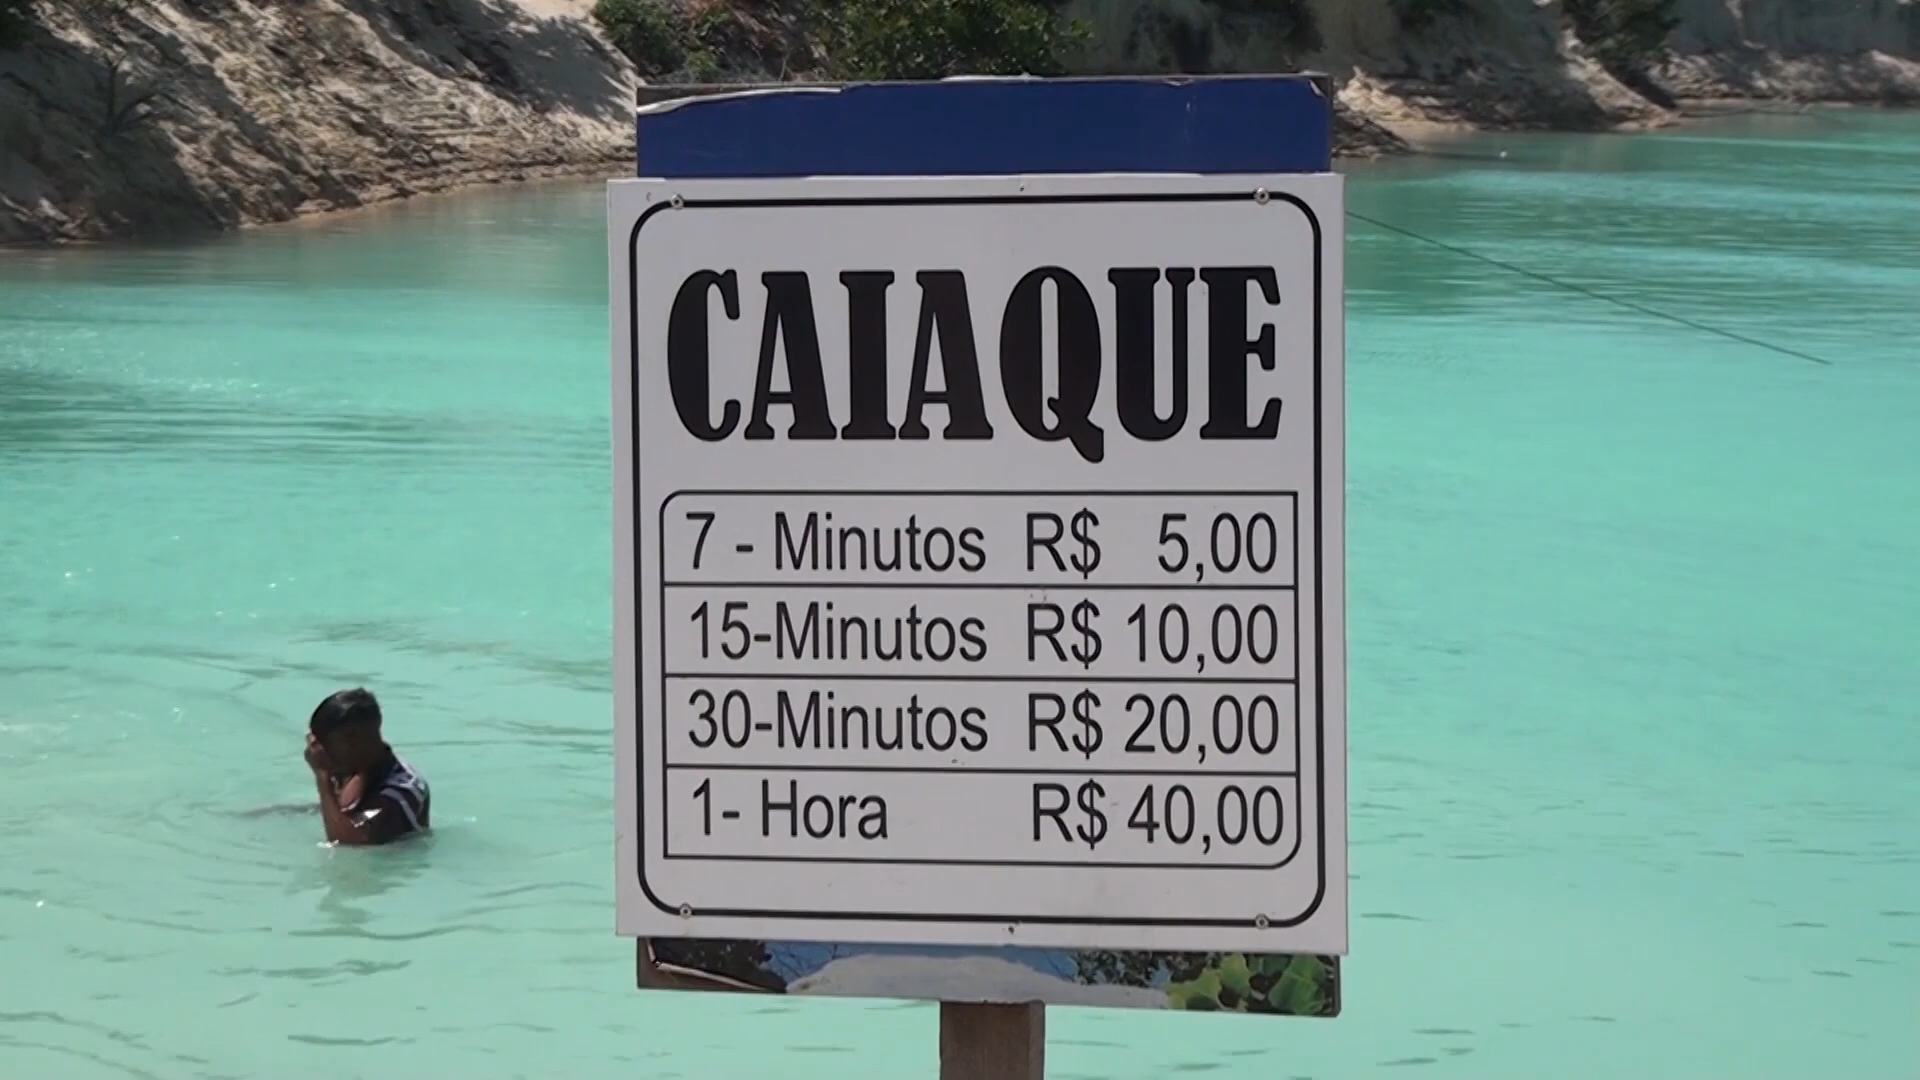 CAIAQUE
7 - Minutos R$ 5,00
15-Minutos R$ 10,00
30-Minutos R$ 20,00
1- Hora R$ 40,00